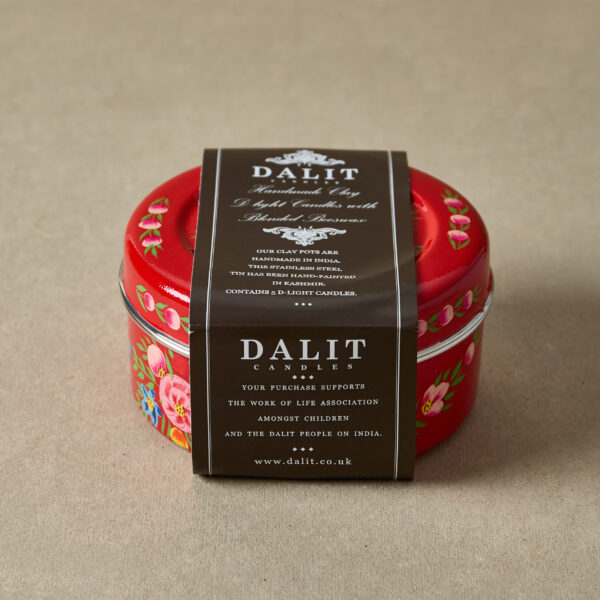 DALIT
CANDLES
Handmade Clay
D light Candles with
Blended Beeswax
OUR CLAY POTS ARE
HANDMADE IN INDIA.
THIS STAINLESS STEEL
TIN HAS BEEN HAND-PAINTED
IN KASHMIR.
CONTAINS 5 D-LIGHT CANDLES.
DALIT
CANDLES
YOUR PURCHASE SUPPORTS
THE WORK OF LIFE ASSOCIATION
AMONGST CHILDREN
AND THE DALIT PEOPLE ON INDIA.
www.dalit.co.uk